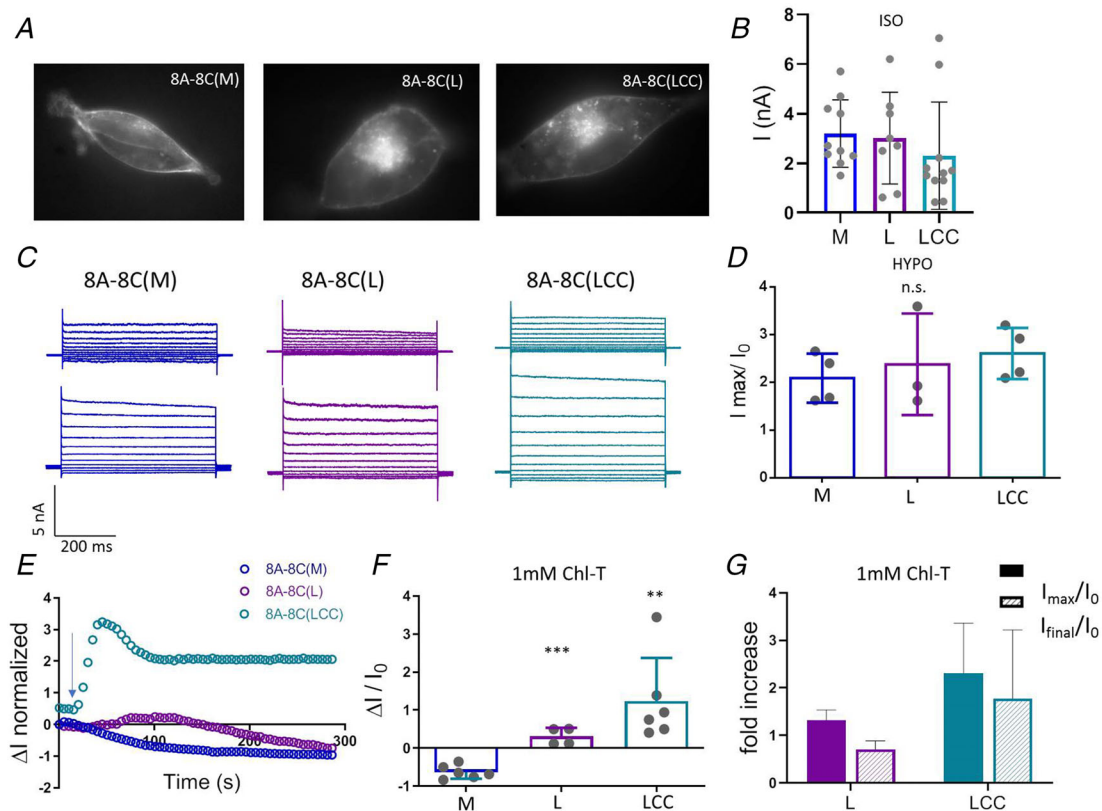 A
8A-8C(M)
8A-8C(L)
8A-8C(LCC)
B
ISO
I (nA)
8
6
4
2
0
M L LCC
C
8A-8C(M)
8A-8C(L)
8A-8C(LCC)
5 nA
200 ms
D
HYPO
n.s.
I max/ I0
4
3
2
1
0
M L LCC
E
8A-8C(M)
8A-8C(L)
8A-8C(LCC)
ΔI normalized
4
3
2
1
0
-1
-2
100 200 300
Time (s)
F
1mM Chl-T
ΔI / I0
4
3
2
1
0
-1
***
**
M L LCC
G
1mM Chl-T
Imax/I0
Ifinal/I0
fold increase
4
3
2
1
0
L LCC